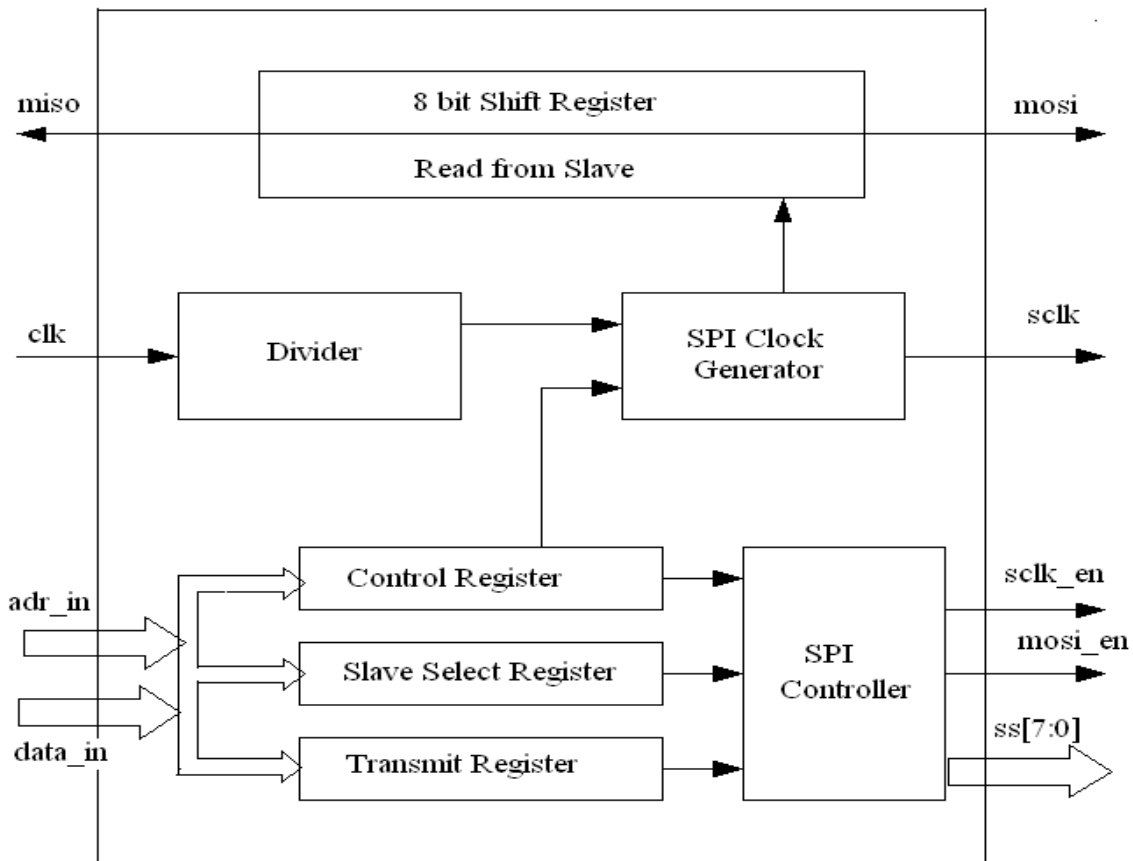 miso
8 bit Shift Register
mosi
Read from Slave
clk
Divider
SPI Clock
Generator
sclk
adr_in
data_in
Control Register
Slave Select Register
Transmit Register
SPI
Controller
sclk_en
mosi_en
ss[7:0]